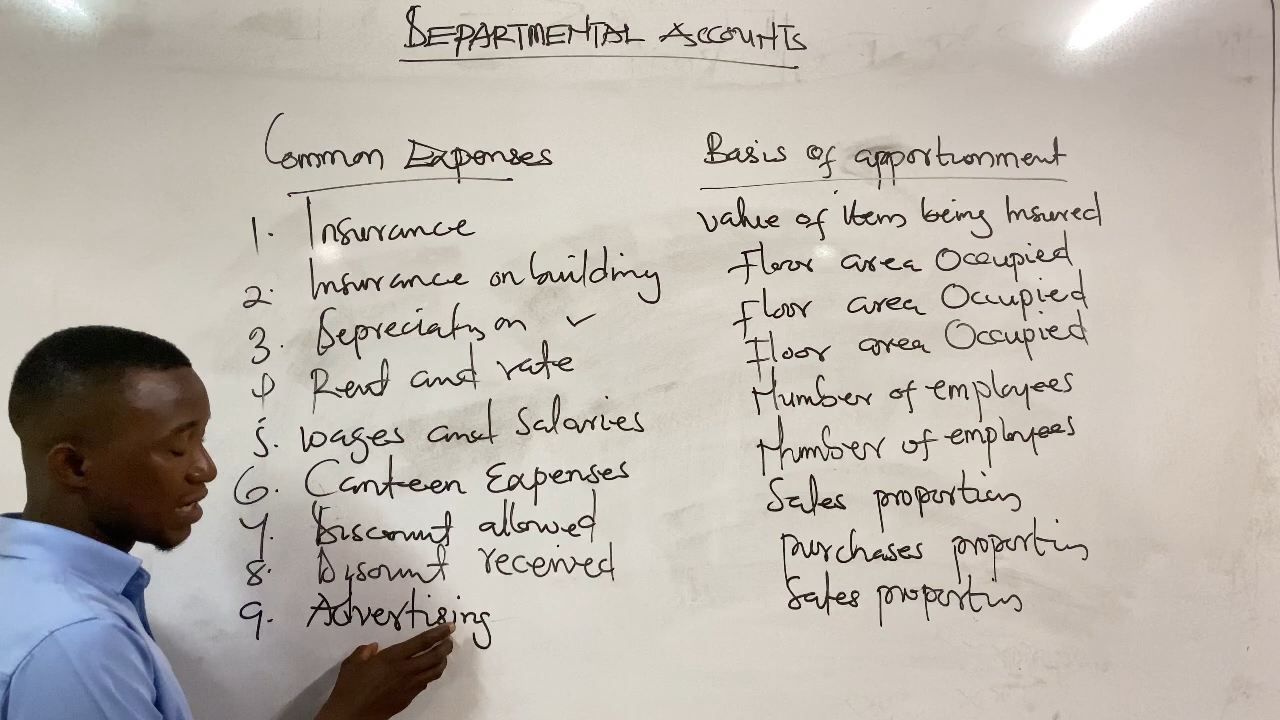 DEPARTMENTAL ACCOUNTS
Common Expenses Basis of apportionment
1. Insurance value of item being Insured
2. Insurance on building Floor area Occupied
3. Depreciation ✓ Floor area Occupied
4 Rent and rate Floor area Occupied
5. Wages and Salaries Number of employees
6. Canteen Expenses Number of employees
7. Discount allowed Sales proportion
8. Disount received purchases proportion
9. Advertising Sales proportion